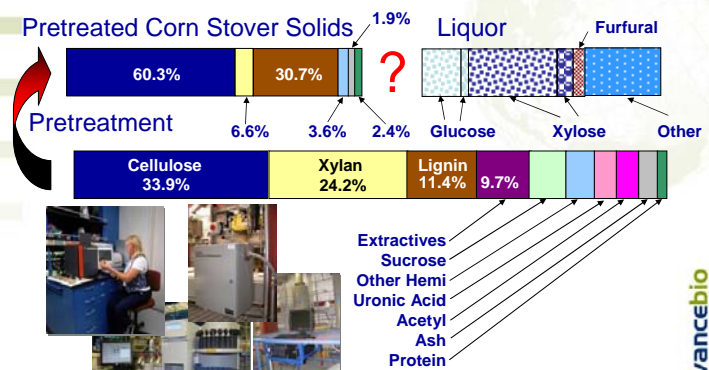 Pretreated Corn Stover Solids
1.9%
Liquor
Furfural
60.3%
30.7%
?
Pretreatment
6.6%
3.6%
2.4%
Glucose
Xylose
Other
Cellulose
33.9%
Xylan
24.2%
Lignin
11.4%
9.7%
Extractives
Sucrose
Other Hemi
Uronic Acid
Acetyl
Ash
Protein
vancebio